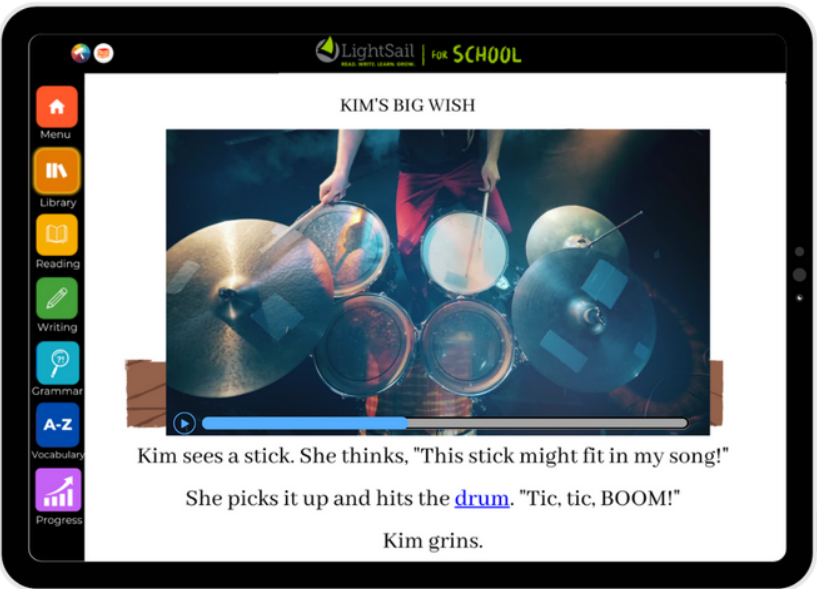 LightSail | FOR SCHOOL
READ. WRITE. LEARN. GROW.
KIM'S BIG WISH
Menu
Library
Reading
Writing
?!
Grammar
A-Z
Vocabulary
Progress
Kim sees a stick. She thinks, "This stick might fit in my song!"
She picks it up and hits the drum. "Tic, tic, BOOM!"
Kim grins.